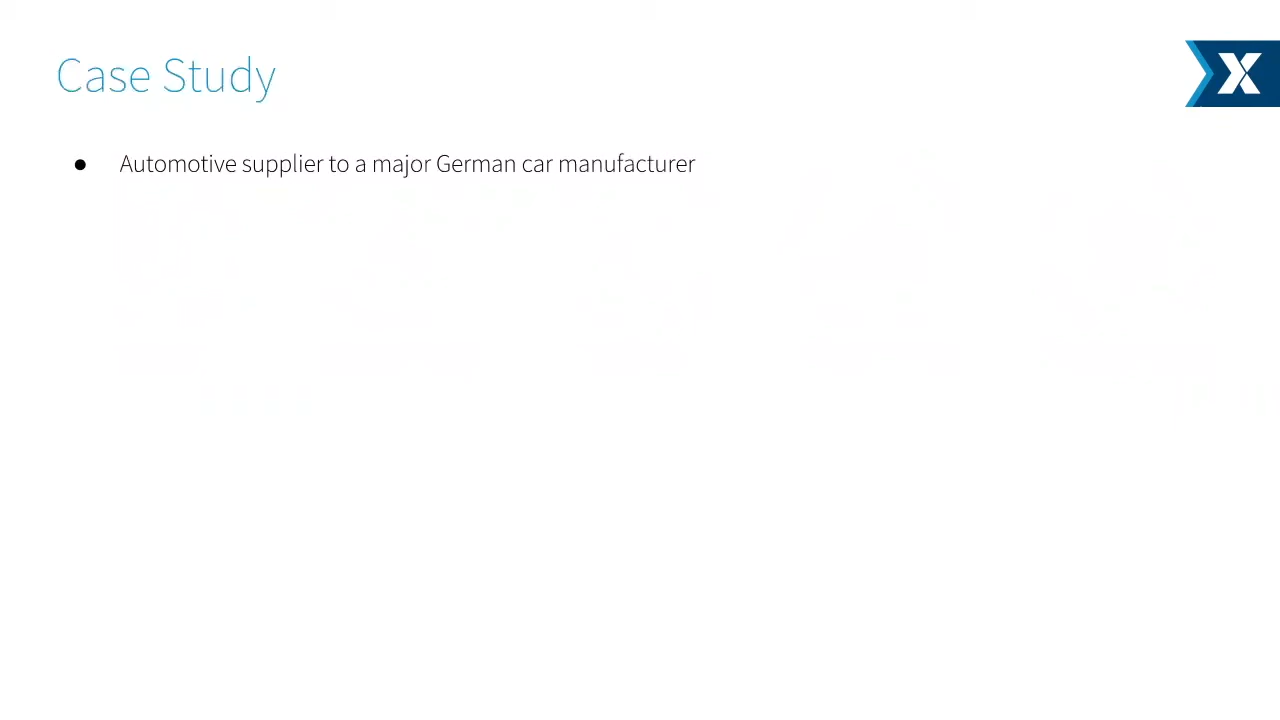 Case Study
X
● Automotive supplier to a major German car manufacturer